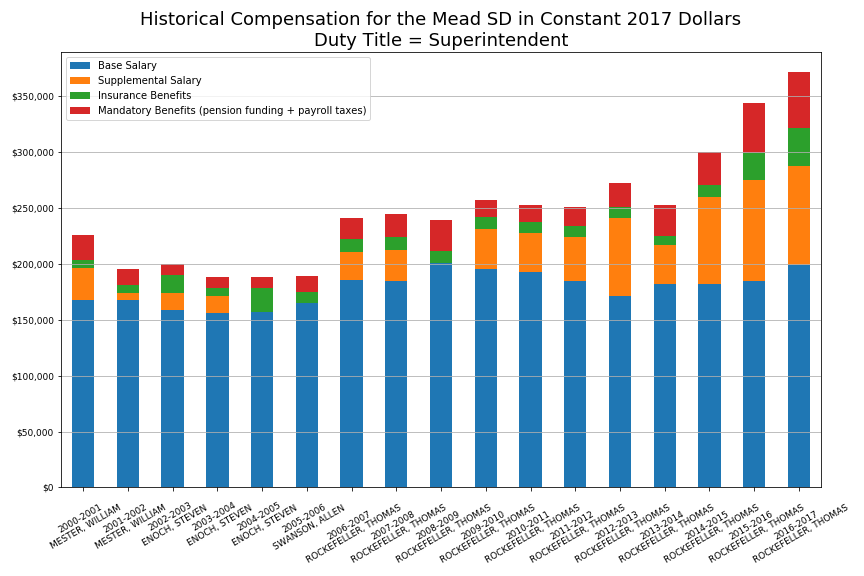 Historical Compensation for the Mead SD in Constant 2017 Dollars
Duty Title = Superintendent
Base Salary
Supplemental Salary
Insurance Benefits
Mandatory Benefits (pension funding + payroll taxes)
$350,000
$300,000
$250,000
$200,000
$150,000
$100,000
$50,000
$0
2000-2001
MESTER, WILLIAM
2001-2002
MESTER, WILLIAM
2002-2003
ENOCH, STEVEN
2003-2004
ENOCH, STEVEN
2004-2005
ENOCH, STEVEN
2005-2006
SWANSON, ALLEN
2006-2007
ROCKEFELLER, THOMAS
2007-2008
ROCKEFELLER, THOMAS
2008-2009
ROCKEFELLER, THOMAS
2009-2010
ROCKEFELLER, THOMAS
2010-2011
ROCKEFELLER, THOMAS
2011-2012
ROCKEFELLER, THOMAS
2012-2013
ROCKEFELLER, THOMAS
2013-2014
ROCKEFELLER, THOMAS
2014-2015
ROCKEFELLER, THOMAS
2015-2016
ROCKEFELLER, THOMAS
2016-2017
ROCKEFELLER, THOMAS